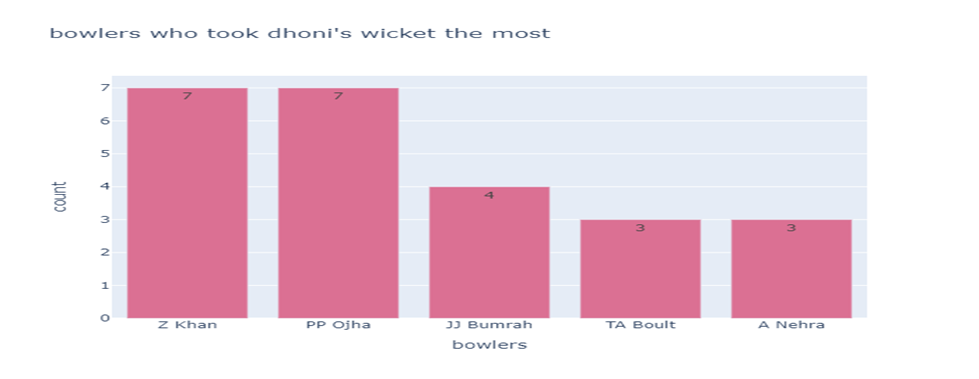 bowlers who took dhoni's wicket the most
7
6
5
4
3
2
1
0
count
7
7
4
3
3
Z Khan
PP Ojha
JJ Bumrah
TA Boult
A Nehra
bowlers